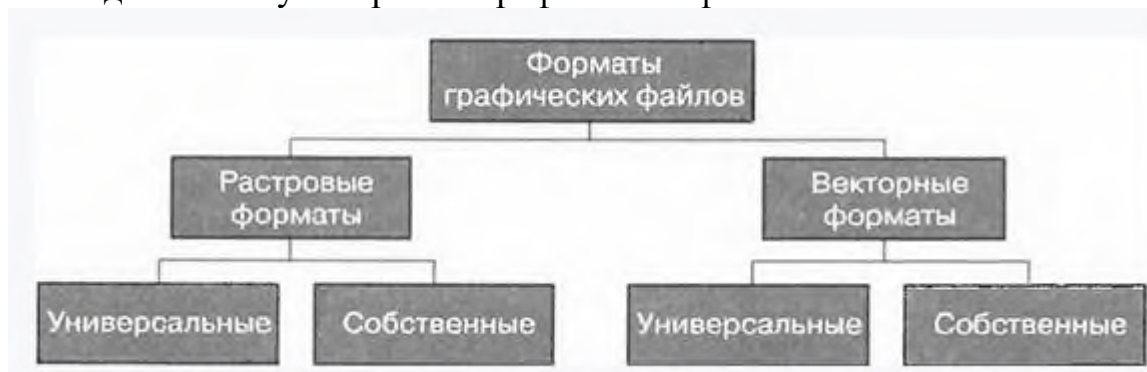 Форматы
графических файлов
Растровые
форматы
Векторные
форматы
Универсальные
Собственные
Универсальные
Собственные